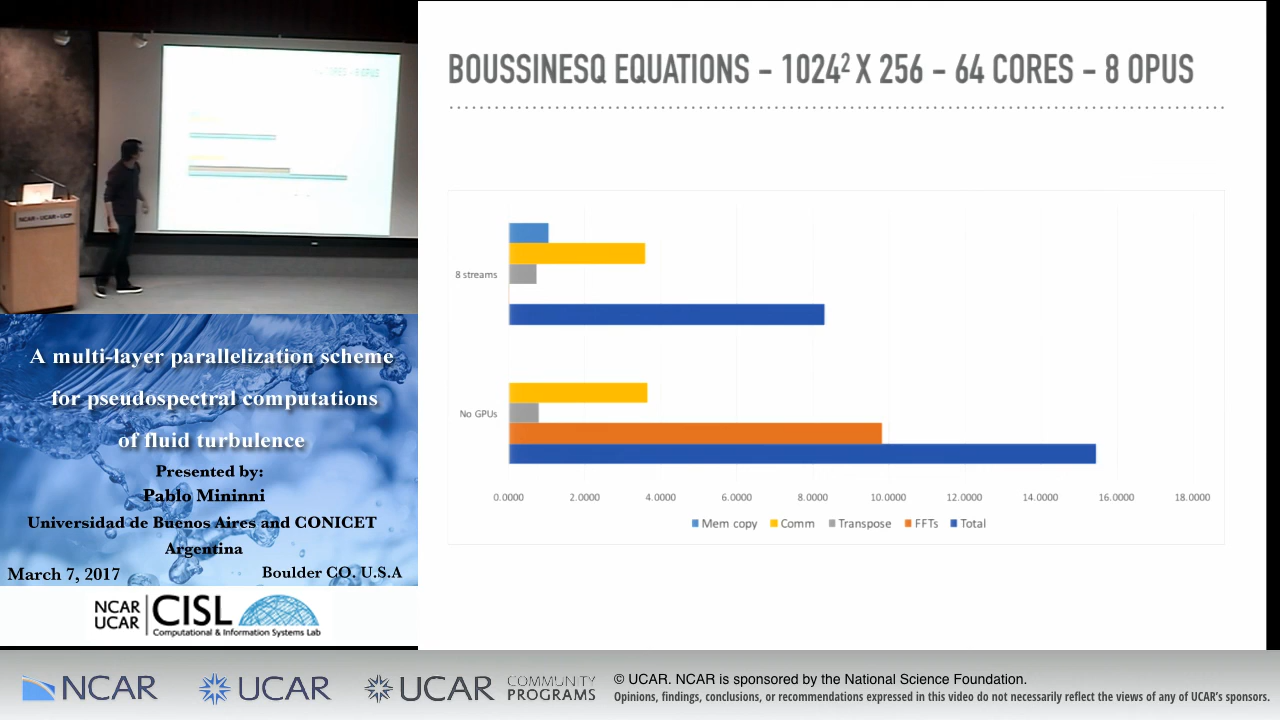 BOUSSINESQ EQUATIONS – 1024² X 256 – 64 CORES – 8 OPUS
8 streams
No GPUs
0.0000 2.0000 4.0000 6.0000 8.0000 10.0000 12.0000 14.0000 16.0000 18.0000
Mem copy Comm Transpose FFTs Total
NCAR • UCAR • UCP
A multi-layer parallelization scheme
for pseudospectral computations
of fluid turbulence
Presented by:
Pablo Mininni
Universidad de Buenos Aires and CONICET
Argentina
March 7, 2017 Boulder CO. U.S.A
NCAR
UCAR
CISL
Computational & Information Systems Lab
NCAR UCAR UCAR COMMUNITY PROGRAMS
© UCAR. NCAR is sponsored by the National Science Foundation.
Opinions, findings, conclusions, or recommendations expressed in this video do not necessarily reflect the views of any of UCAR's sponsors.